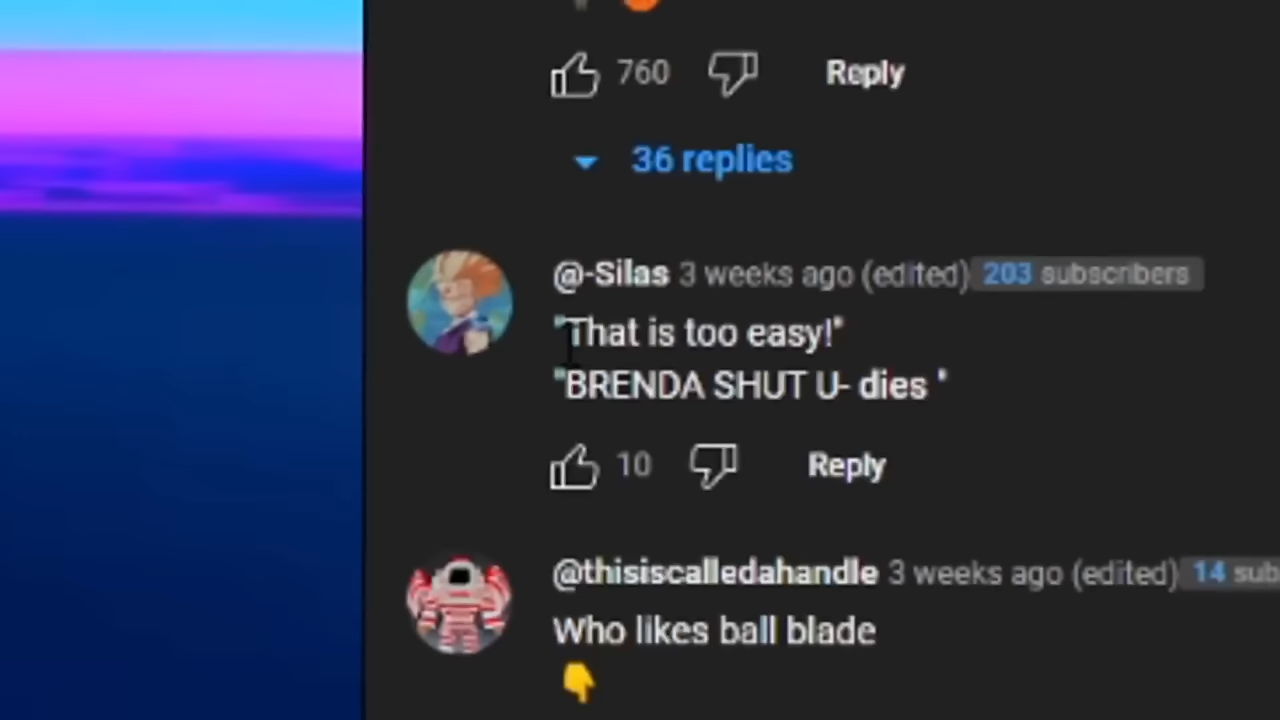 760 Reply
36 replies
@-Silas 3 weeks ago (edited) 203 subscribers
"That is too easy!"
"BRENDA SHUT U- dies "
10 Reply
@thisiscalledahandle 3 weeks ago (edited) 14 sub
Who likes ball blade
👇